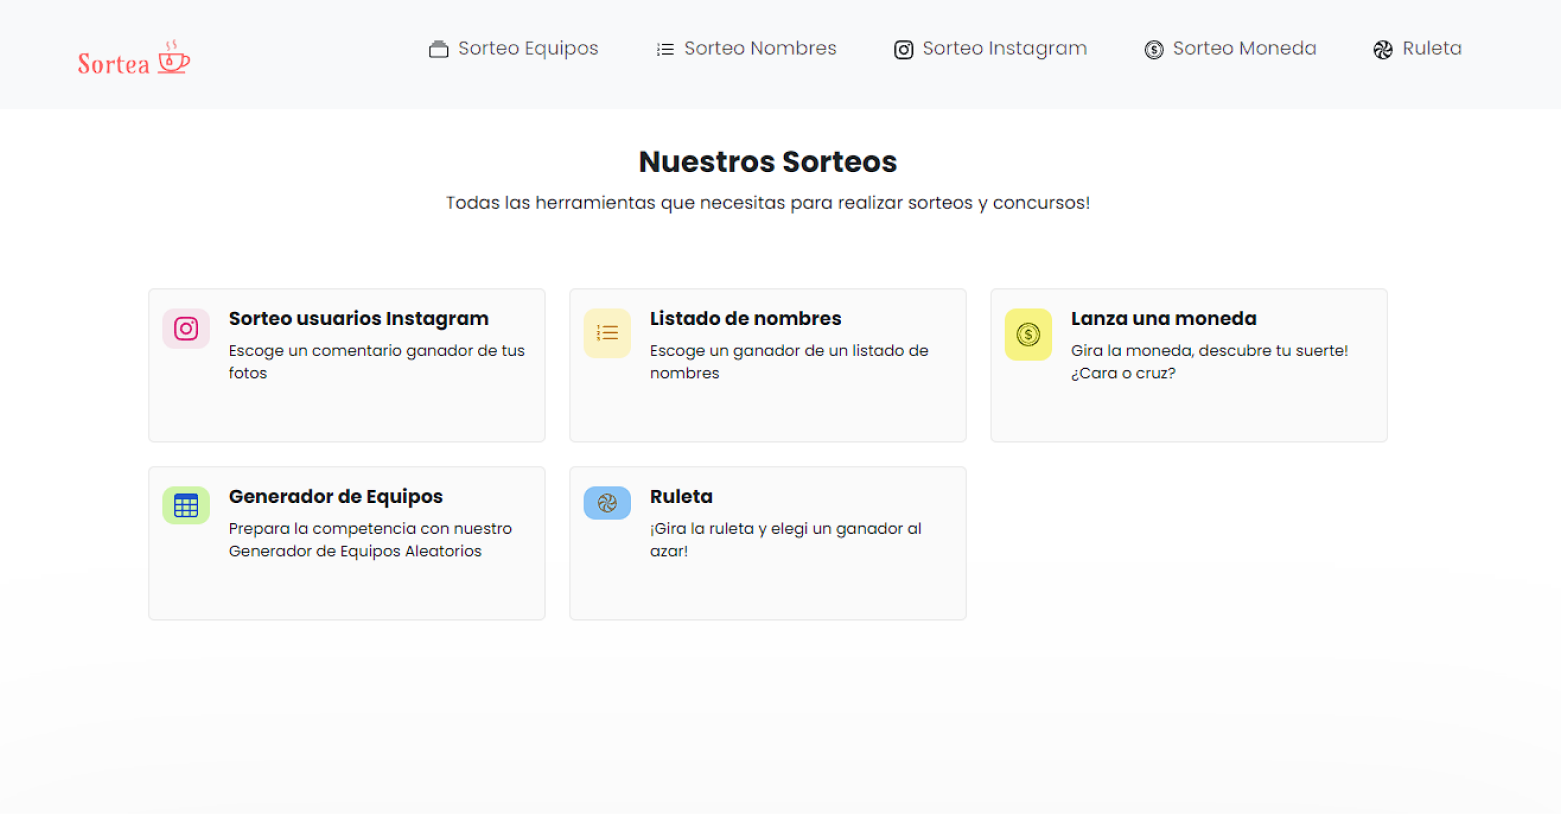 Sortea
Sorteo Equipos
Sorteo Nombres
Sorteo Instagram
Sorteo Moneda
Ruleta
Nuestros Sorteos
Todas las herramientas que necesitas para realizar sorteos y concursos!
Sorteo usuarios Instagram
Escoge un comentario ganador de tus
fotos
Listado de nombres
Escoge un ganador de un listado de
nombres
Lanza una moneda
Gira la moneda, descubre tu suerte!
¿Cara o cruz?
Generador de Equipos
Prepara la competencia con nuestro
Generador de Equipos Aleatorios
Ruleta
¡Gira la ruleta y elegi un ganador al
azar!